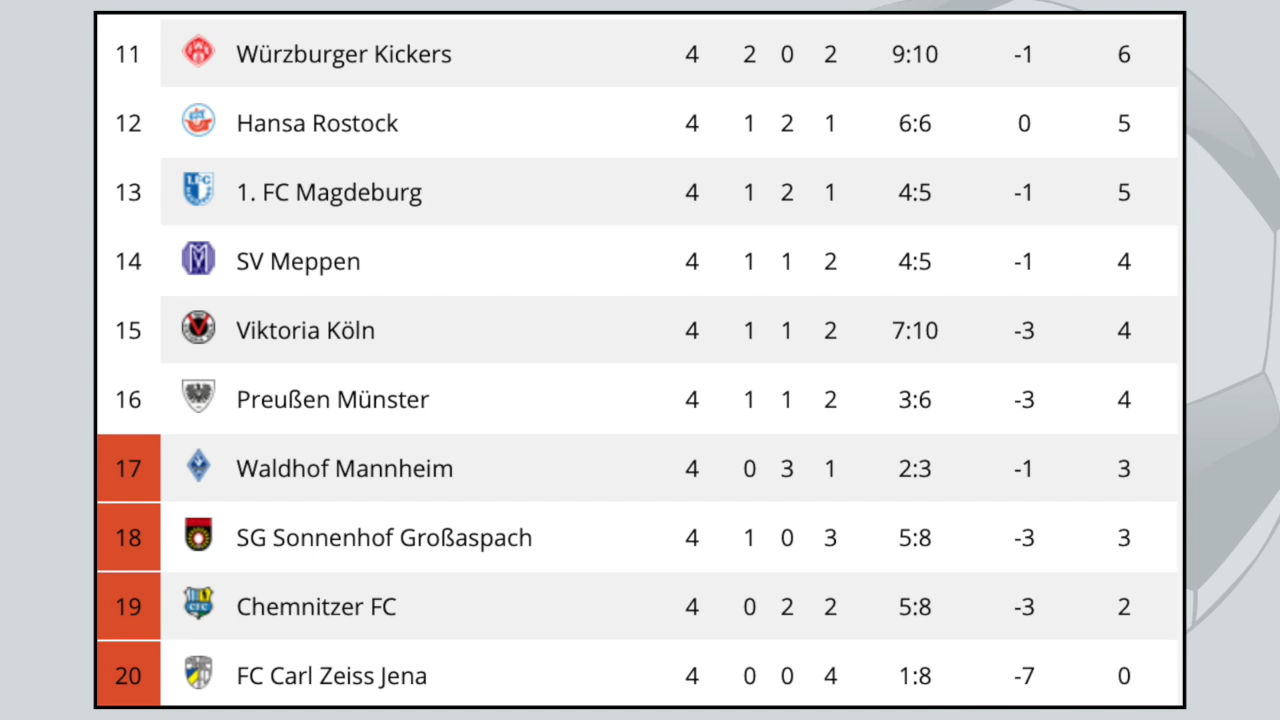 11 Würzburger Kickers 4 2 0 2 9:10 -1 6
12 Hansa Rostock 4 1 2 1 6:6 0 5
13 1. FC Magdeburg 4 1 2 1 4:5 -1 5
14 SV Meppen 4 1 1 2 4:5 -1 4
15 Viktoria Köln 4 1 1 2 7:10 -3 4
16 Preußen Münster 4 1 1 2 3:6 -3 4
17 Waldhof Mannheim 4 0 3 1 2:3 -1 3
18 SG Sonnenhof Großaspach 4 1 0 3 5:8 -3 3
19 CFC Chemnitzer FC 4 0 2 2 5:8 -3 2
20 FC Carl Zeiss Jena 4 0 0 4 1:8 -7 0